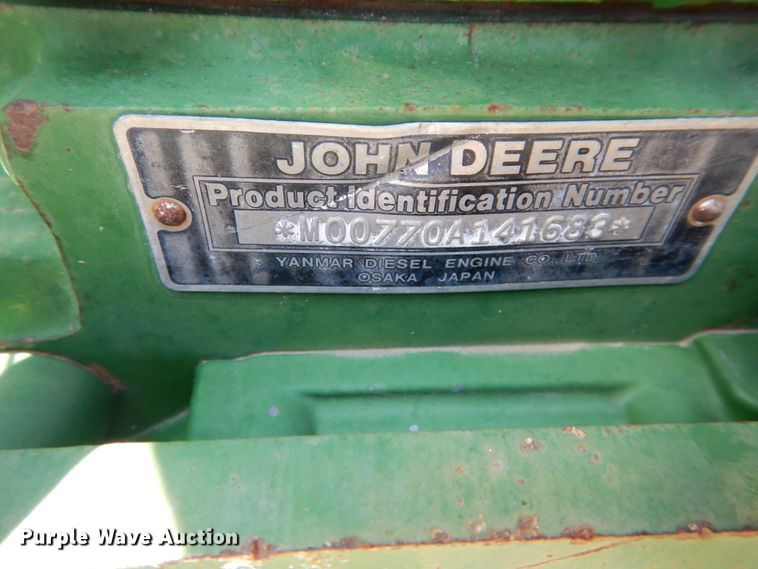 JOHN DEERE
Product Identification Number
*M00770A141683*
YANMAR DIESEL ENGINE CO., LTD
OSAKA JAPAN
Purple Wave Auction